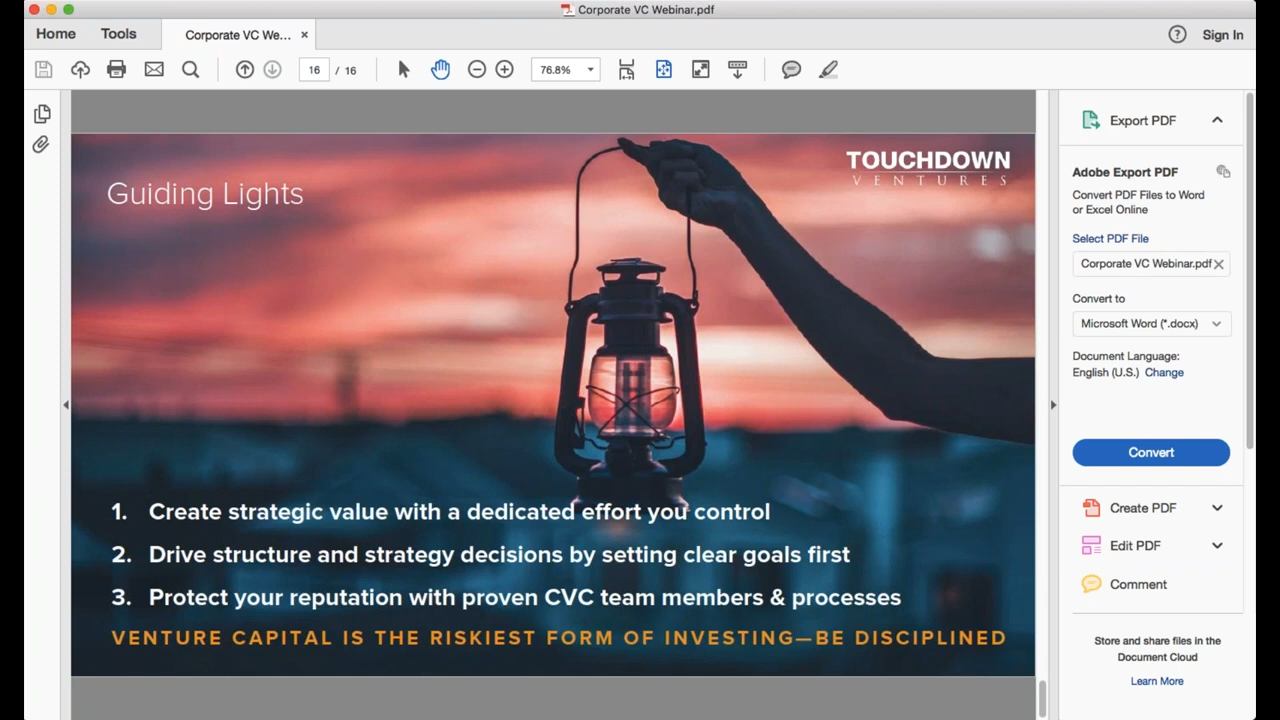 Corporate VC Webinar.pdf
Home Tools Corporate VC We... × ? Sign In
16 / 16 76.8%
Export PDF
TOUCHDOWN
VENTURES
Guiding Lights
1. Create strategic value with a dedicated effort you control
2. Drive structure and strategy decisions by setting clear goals first
3. Protect your reputation with proven CVC team members & processes
VENTURE CAPITAL IS THE RISKIEST FORM OF INVESTING—BE DISCIPLINED
Adobe Export PDF
Convert PDF Files to Word
or Excel Online
Select PDF File
Corporate VC Webinar.pdf
Convert to
Microsoft Word (*.docx)
Document Language:
English (U.S.) Change
Convert
Create PDF
Edit PDF
Comment
Store and share files in the
Document Cloud
Learn More